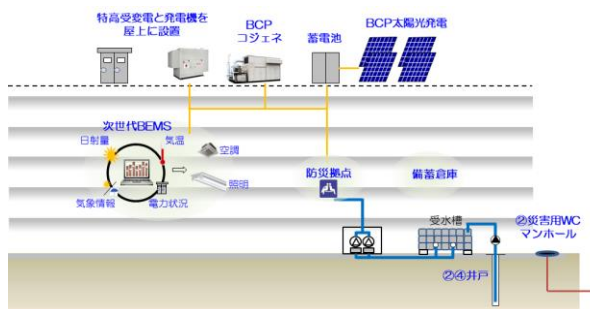 特高受変電と発電機を
屋上に設置
BCP
コジェネ
蓄電池
BCP太陽光発電
次世代BEMS
日射量
気温
空調
照明
気象情報
電力状況
防災拠点
備蓄倉庫
受水槽
②災害用WC
マンホール
②④井戸